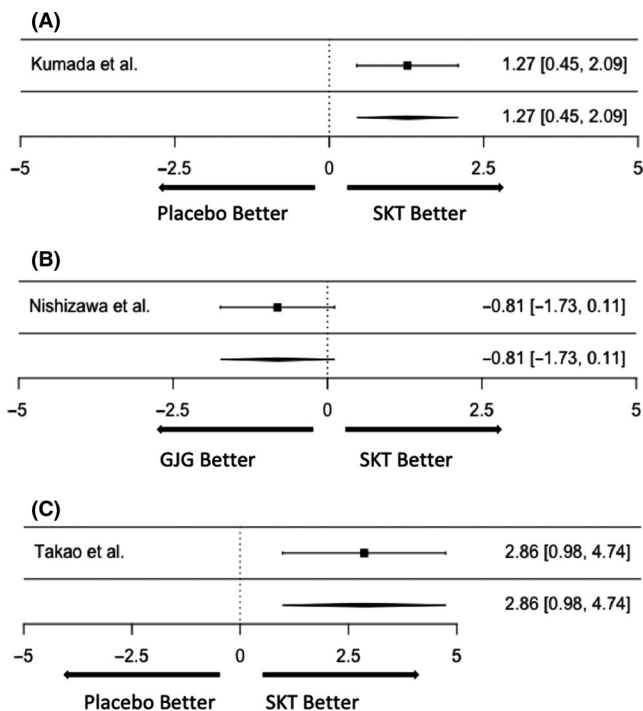 (A)
Kumada et al. 1.27 [0.45, 2.09]
1.27 [0.45, 2.09]
−5 −2.5 0 2.5 5
Placebo Better SKT Better
(B)
Nishizawa et al. −0.81 [−1.73, 0.11]
−0.81 [−1.73, 0.11]
−5 −2.5 0 2.5 5
GJG Better SKT Better
(C)
Takao et al. 2.86 [0.98, 4.74]
2.86 [0.98, 4.74]
−5 −2.5 0 2.5 5
Placebo Better SKT Better